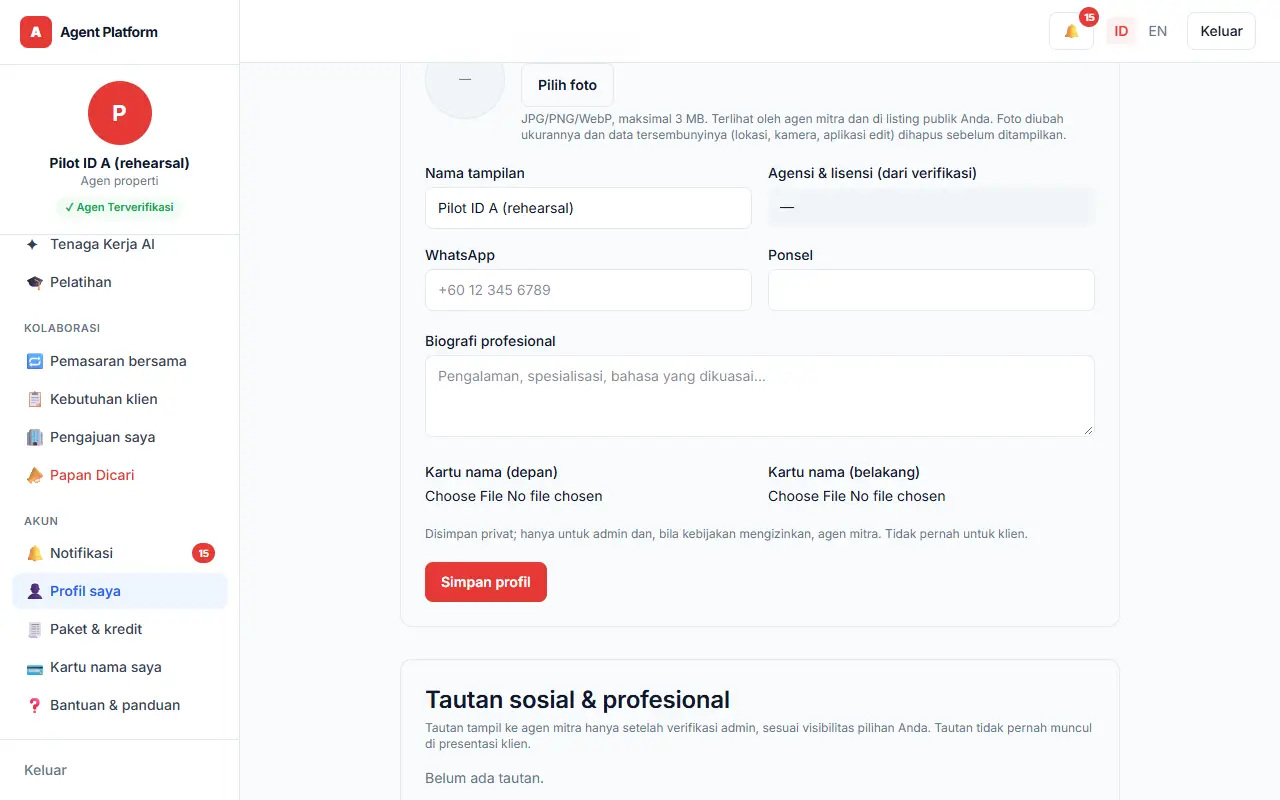 A
Agent Platform
P
Pilot ID A (rehearsal)
Agen properti
✓ Agen Terverifikasi
Tenaga Kerja AI
Pelatihan
KOLABORASI
Pemasaran bersama
Kebutuhan klien
Pengajuan saya
Papan Dicari
AKUN
Notifikasi 15
Profil saya
Paket & kredit
Kartu nama saya
Bantuan & panduan
Keluar
15
ID EN Keluar
—
Pilih foto
JPG/PNG/WebP, maksimal 3 MB. Terlihat oleh agen mitra dan di listing publik Anda. Foto diubah
ukurannya dan data tersembunyinya (lokasi, kamera, aplikasi edit) dihapus sebelum ditampilkan.
Nama tampilan
Pilot ID A (rehearsal)
Agensi & lisensi (dari verifikasi)
—
WhatsApp
+60 12 345 6789
Ponsel
Biografi profesional
Pengalaman, spesialisasi, bahasa yang dikuasai...
Kartu nama (depan)
Choose File No file chosen
Kartu nama (belakang)
Choose File No file chosen
Disimpan privat; hanya untuk admin dan, bila kebijakan mengizinkan, agen mitra. Tidak pernah untuk klien.
Simpan profil
Tautan sosial & profesional
Tautan tampil ke agen mitra hanya setelah verifikasi admin, sesuai visibilitas pilihan Anda. Tautan tidak pernah muncul
di presentasi klien.
Belum ada tautan.